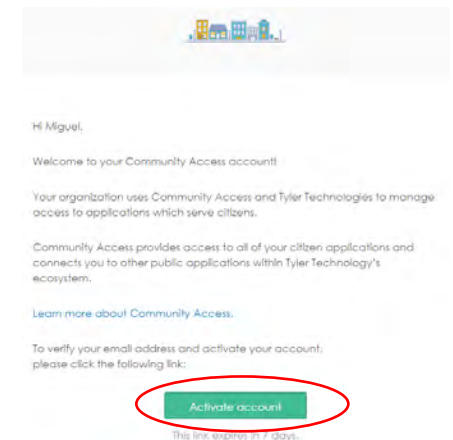 Hi Miguel,
Welcome to your Community Access account!
Your organization uses Community Access and Tyler Technologies to manage
access to applications which serve citizens.
Community Access provides access to all of your citizen applications and
connects you to other public applications within Tyler Technology's
ecosystem.
Learn more about Community Access.
To verify your email address and activate your account,
please click the following link:
Activate account
This link expires in 7 days.